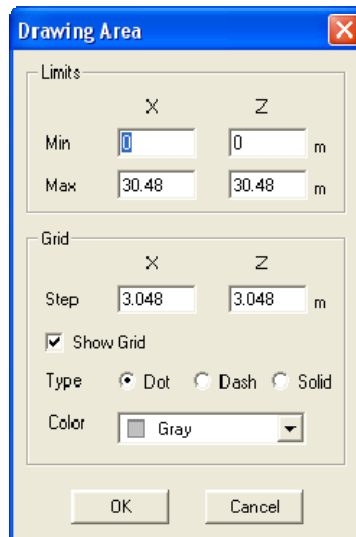 Drawing Area
Limits
X Z
Min 0 0 m
Max 30.48 30.48 m
Grid
X Z
Step 3.048 3.048 m
Show Grid
Type Dot Dash Solid
Color Gray
OK Cancel